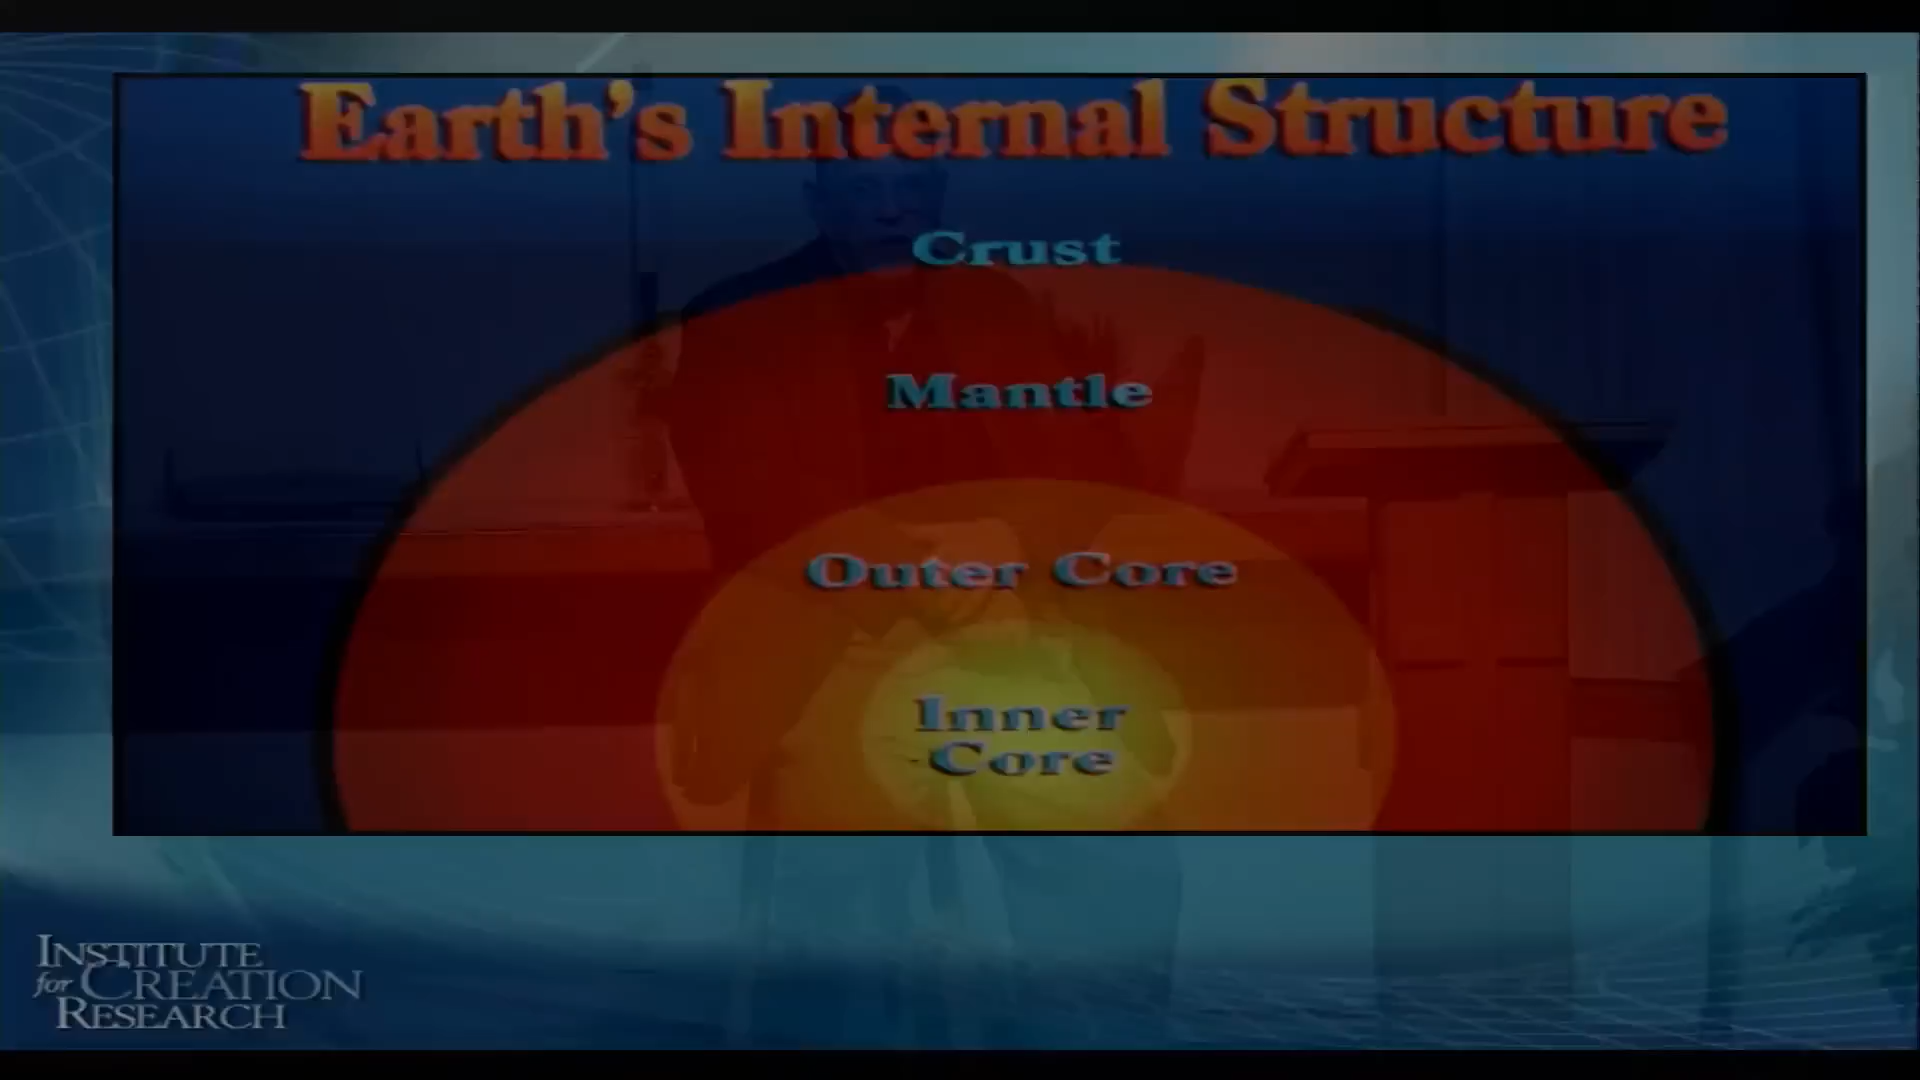 Earth's Internal Structure
Crust
Mantle
Outer Core
Inner
Core
INSTITUTE
for CREATION
RESEARCH